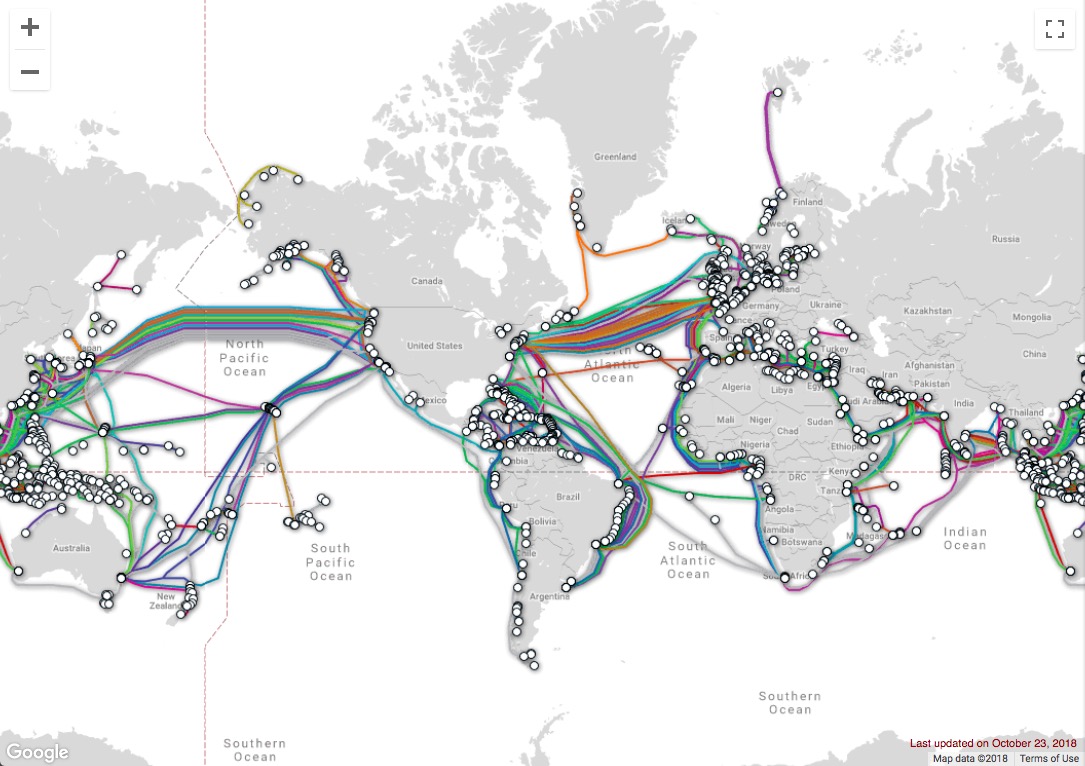 Greenland
Iceland
Finland
Sweden
Norway
Russia
Canada
Poland
Germany
Ukraine
Kazakhstan
Mongolia
North
Pacific
Ocean
United States
North
Atlantic
Ocean
Spain
Turkey
Japan
China
Iraq
Iran
Afghanistan
Pakistan
Algeria
Libya
Egypt
Saudi Arabia
India
Thailand
Mexico
Mali
Niger
Chad
Sudan
Nigeria
Ethiopia
Venezuela
DRC
Kenya
Tanz
Brazil
Angola
Bolivia
Namibia
Botswana
Madagascar
Australia
South
Pacific
Ocean
Chile
South
Atlantic
Ocean
Indian
Ocean
South Africa
New
Zealand
Argentina
Southern
Ocean
Southern
Ocean
Google
Last updated on October 23, 2018
Map data ©2018 Terms of Use